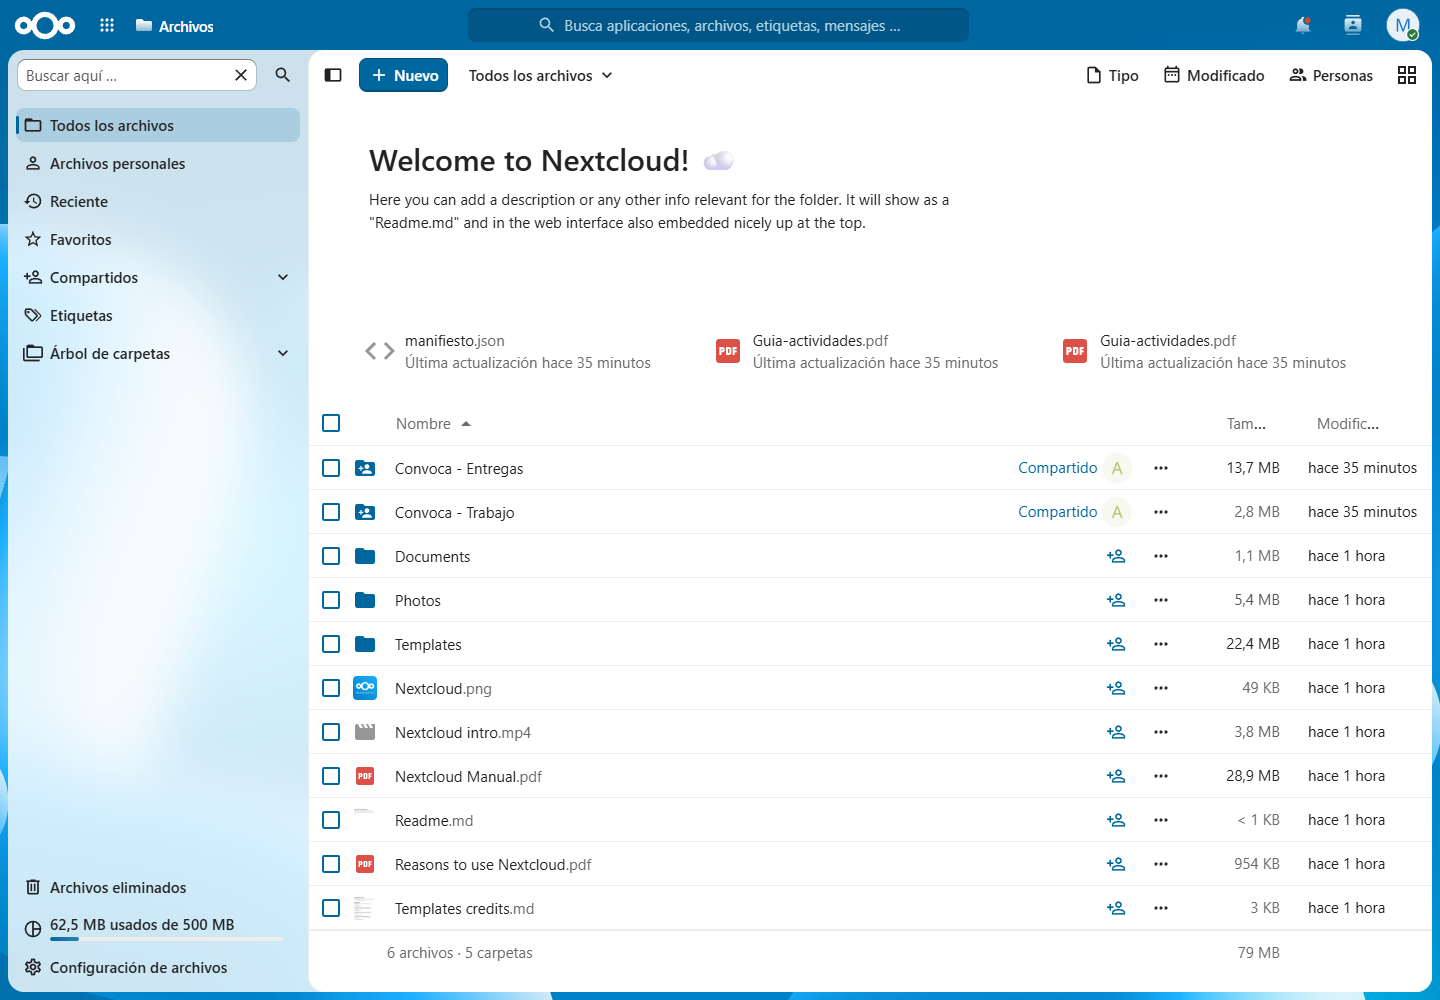 Archivos
Busca aplicaciones, archivos, etiquetas, mensajes ...
M
Buscar aquí ...
Nuevo
Todos los archivos
Tipo
Modificado
Personas
Todos los archivos
Archivos personales
Reciente
Favoritos
Compartidos
Etiquetas
Árbol de carpetas
Welcome to Nextcloud!
Here you can add a description or any other info relevant for the folder. It will show as a
"Readme.md" and in the web interface also embedded nicely up at the top.
manifiesto.json
Última actualización hace 35 minutos
PDF
Guia-actividades.pdf
Última actualización hace 35 minutos
PDF
Guia-actividades.pdf
Última actualización hace 35 minutos
Nombre Tam... Modific...
Convoca - Entregas Compartido A 13,7 MB hace 35 minutos
Convoca - Trabajo Compartido A 2,8 MB hace 35 minutos
Documents 1,1 MB hace 1 hora
Photos 5,4 MB hace 1 hora
Templates 22,4 MB hace 1 hora
Nextcloud.png 49 KB hace 1 hora
Nextcloud intro.mp4 3,8 MB hace 1 hora
PDF Nextcloud Manual.pdf 28,9 MB hace 1 hora
Readme.md < 1 KB hace 1 hora
PDF Reasons to use Nextcloud.pdf 954 KB hace 1 hora
Templates credits.md 3 KB hace 1 hora
6 archivos · 5 carpetas 79 MB
Archivos eliminados
62,5 MB usados de 500 MB
Configuración de archivos